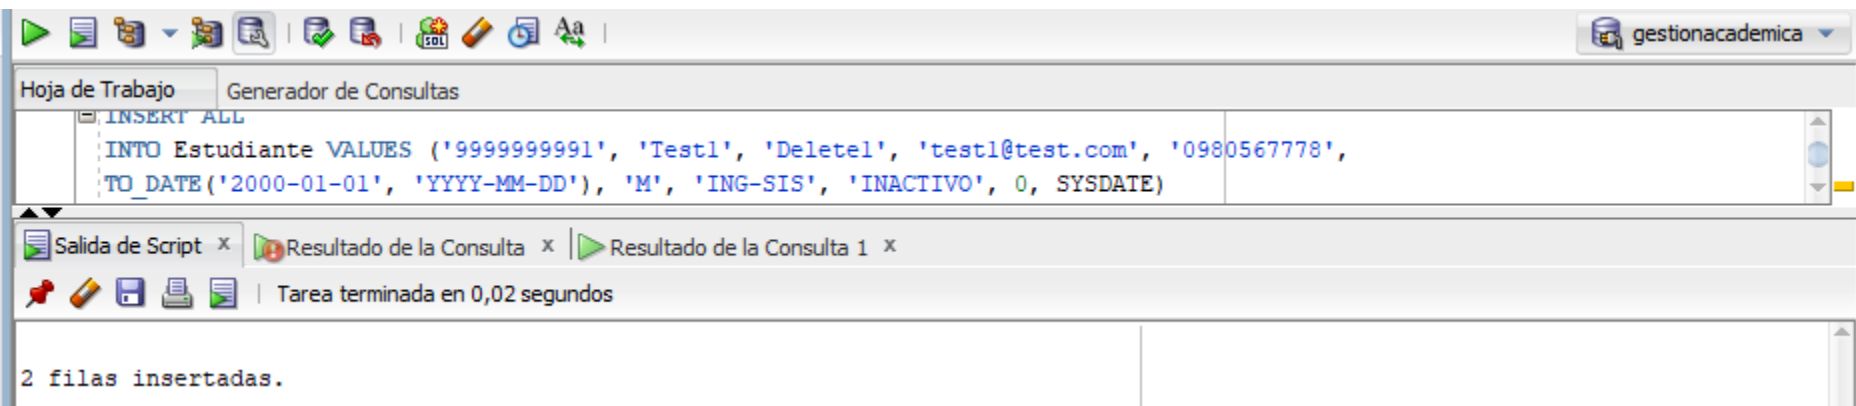 SQL
Aa
gestionacademica
Hoja de Trabajo Generador de Consultas
INSERT ALL
INTO Estudiante VALUES ('9999999991', 'Test1', 'Delete1', 'test1@test.com', '0980567778',
TO_DATE('2000-01-01', 'YYYY-MM-DD'), 'M', 'ING-SIS', 'INACTIVO', 0, SYSDATE)
Salida de Script x Resultado de la Consulta x Resultado de la Consulta 1 x
Tarea terminada en 0,02 segundos
2 filas insertadas.